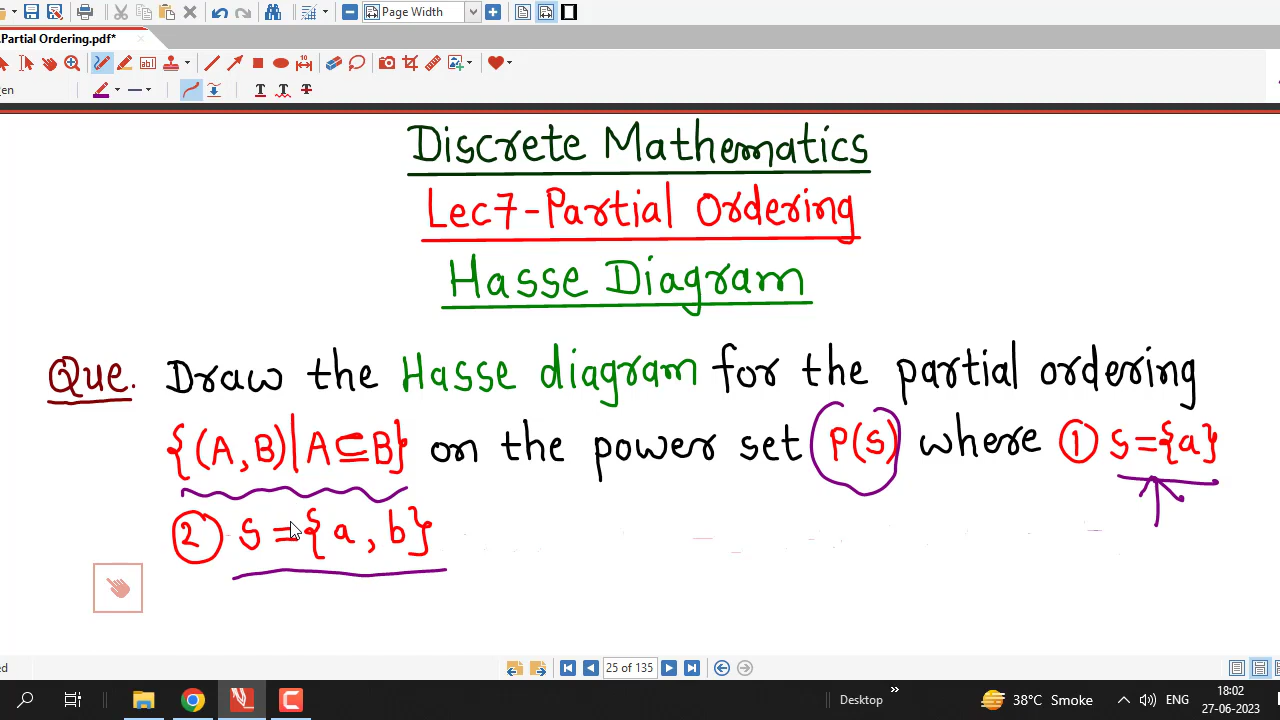 Page Width
Partial Ordering.pdf*
Discrete Mathematics
Lec7-Partial Ordering
Hasse Diagram
Que. Draw the Hasse diagram for the partial ordering
{(A,B)|A⊆B} on the power set P(S) where ① S={a}
② S={a,b}
25 of 135
Desktop
»
38°C Smoke
ENG
18:02
27-06-2023